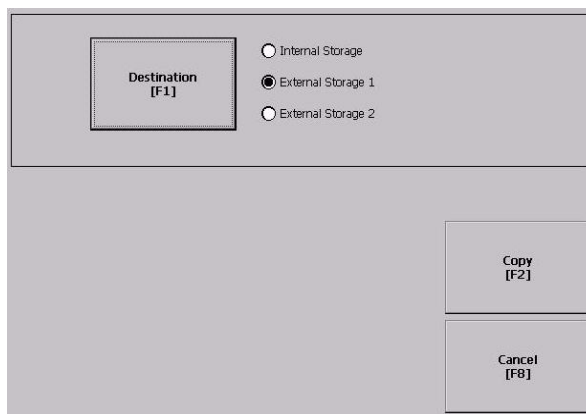 Destination
[F1]
Internal Storage
External Storage 1
External Storage 2
Copy
[F2]
Cancel
[F8]